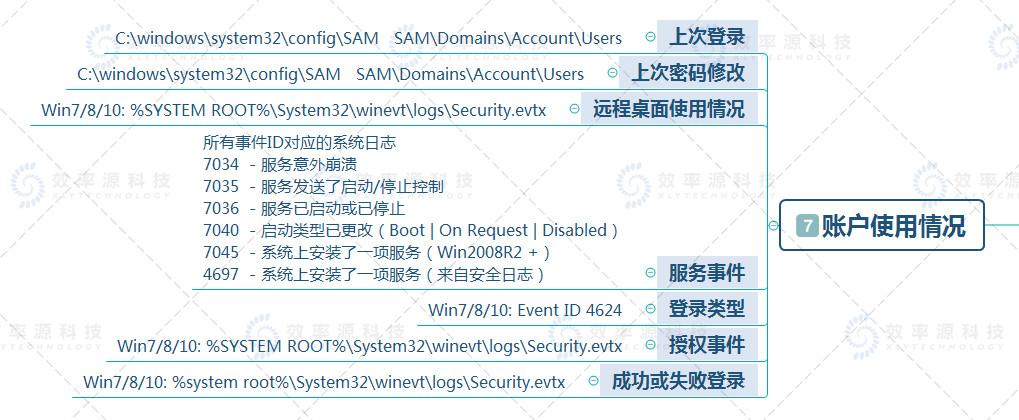 C:\windows\system32\config\SAM SAM\Domains\Account\Users 上次登录
C:\windows\system32\config\SAM SAM\Domains\Account\Users 上次密码修改
Win7/8/10: %SYSTEM ROOT%\System32\winevt\logs\Security.evtx 远程桌面使用情况
所有事件ID对应的系统日志
7034 - 服务意外崩溃
7035 - 服务发送了启动/停止控制
7036 - 服务已启动或已停止
7040 - 启动类型已更改（Boot | On Request | Disabled）
7045 - 系统上安装了一项服务（Win2008R2 +）
4697 - 系统上安装了一项服务（来自安全日志）
服务事件
7 账户使用情况
Win7/8/10: Event ID 4624 登录类型
Win7/8/10: %SYSTEM ROOT%\System32\winevt\logs\Security.evtx 授权事件
Win7/8/10: %system root%\System32\winevt\logs\Security.evtx 成功或失败登录
效率源科技
XLYTECHNOLOGY